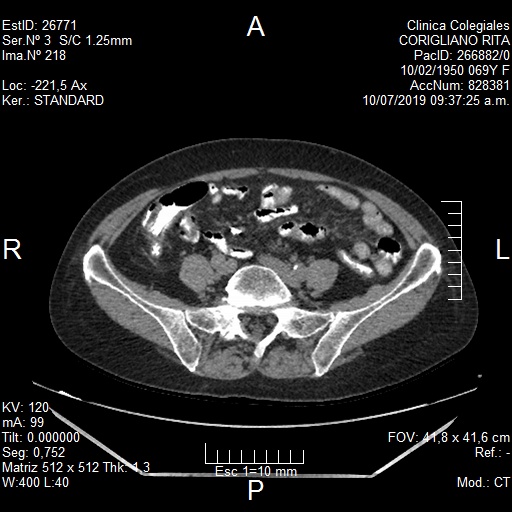 EstID: 26771
Ser.Nº 3 S/C 1.25mm
Ima.Nº 218
Loc: -221,5 Ax
Ker.: STANDARD
A
Clinica Colegiales
CORIGLIANO RITA
PacID: 266882/0
10/02/1950 069Y F
AccNum: 828381
10/07/2019 09:37:25 a.m.
R
L
KV: 120
mA: 99
Tilt: 0.000000
Seg: 0,752
Matriz 512 x 512 Thk: 1.3
W:400 L:40
Esc 1=10 mm
P
FOV: 41,8 x 41,6 cm
Ref.: -
Mod.: CT